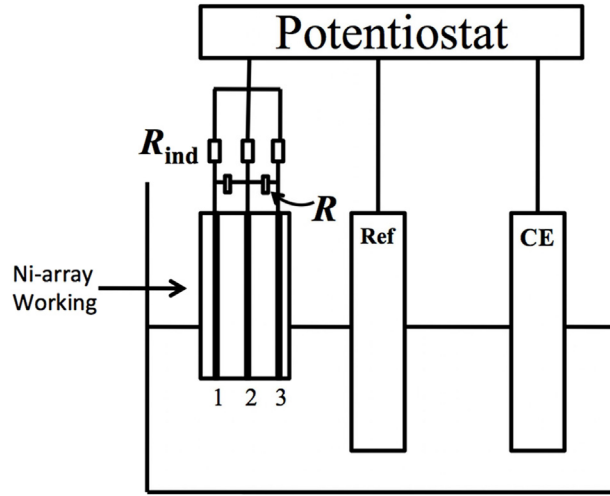 Potentiostat
Rind
R
Ref
CE
Ni-array
Working
1 2 3